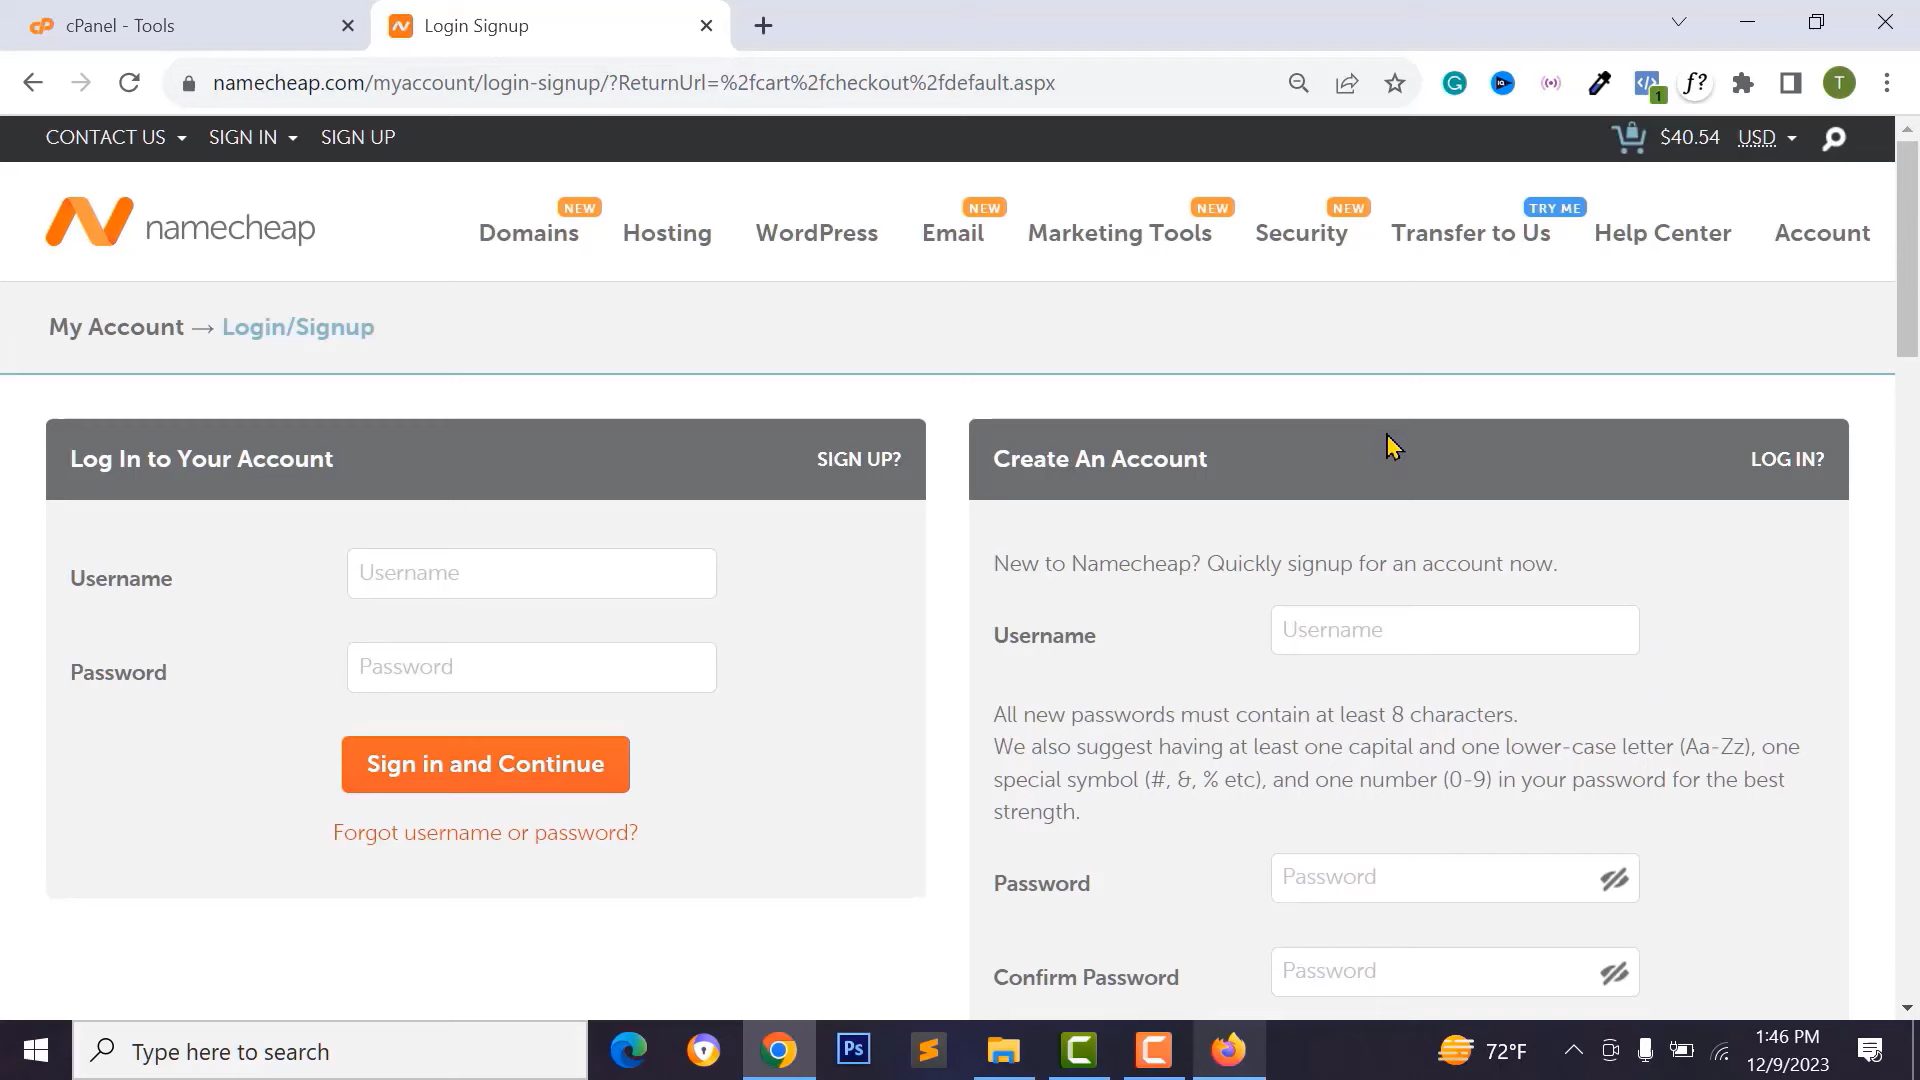 cPanel - Tools
Login Signup
namecheap.com/myaccount/login-signup/?ReturnUrl=%2fcart%2fcheckout%2fdefault.aspx
1
f?
T
CONTACT US SIGN IN SIGN UP
$40.54 USD
namecheap
NEW NEW NEW NEW TRY ME
Domains Hosting WordPress Email Marketing Tools Security Transfer to Us Help Center Account
My Account → Login/Signup
Log In to Your Account SIGN UP?
Username Username
Password Password
Sign in and Continue
Forgot username or password?
Create An Account LOG IN?
New to Namecheap? Quickly signup for an account now.
Username Username
All new passwords must contain at least 8 characters.
We also suggest having at least one capital and one lower-case letter (Aa-Zz), one
special symbol (#, &, % etc), and one number (0-9) in your password for the best
strength.
Password Password
Confirm Password Password
Type here to search
Ps
72°F
1:46 PM
12/9/2023